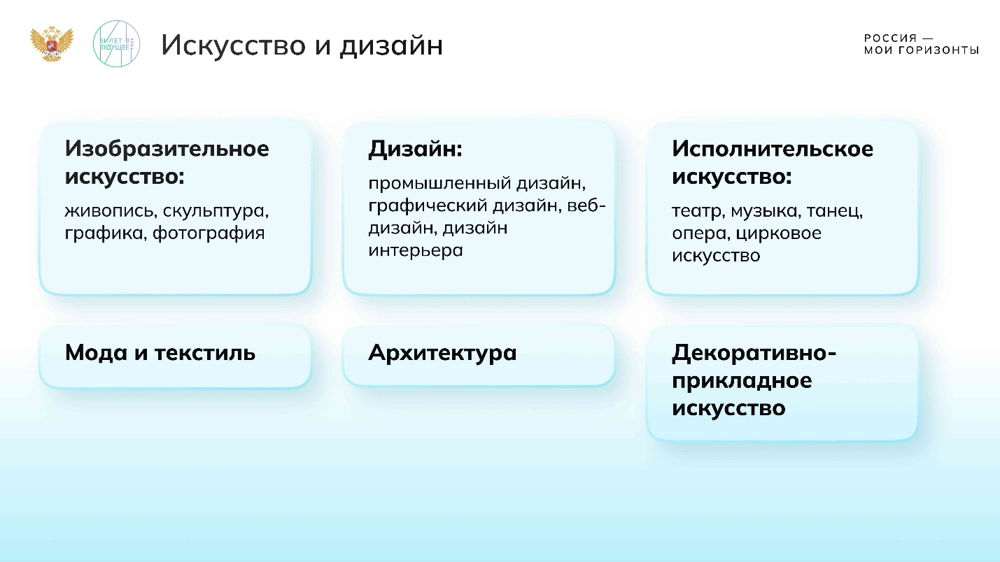 БИЛЕТ В
БУДУЩЕЕ
Искусство и дизайн
РОССИЯ —
МОИ ГОРИЗОНТЫ
Изобразительное
искусство:
живопись, скульптура,
графика, фотография
Дизайн:
промышленный дизайн,
графический дизайн, веб-
дизайн, дизайн
интерьера
Исполнительское
искусство:
театр, музыка, танец,
опера, цирковое
искусство
Мода и текстиль
Архитектура
Декоративно-
прикладное
искусство